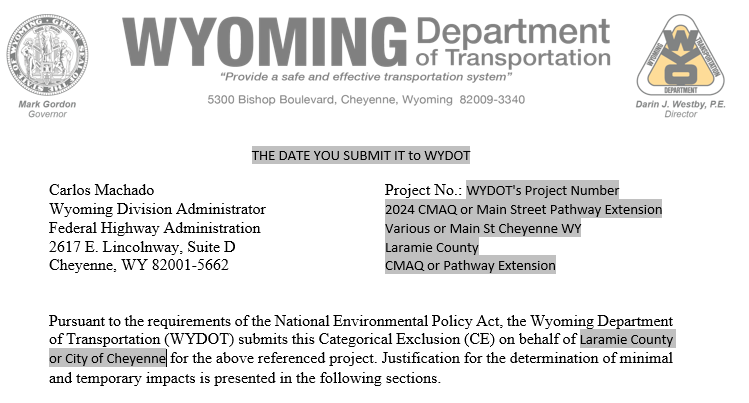 WYOMING Department
of Transportation
"Provide a safe and effective transportation system"
5300 Bishop Boulevard, Cheyenne, Wyoming 82009-3340
Mark Gordon
Governor
WYOMING
TRANSPORTATION
WYO
DEPARTMENT
Darin J. Westby, P.E.
Director
THE DATE YOU SUBMIT IT to WYDOT
Carlos Machado
Wyoming Division Administrator
Federal Highway Administration
2617 E. Lincolnway, Suite D
Cheyenne, WY 82001-5662
Project No.: WYDOT's Project Number
2024 CMAQ or Main Street Pathway Extension
Various or Main St Cheyenne WY
Laramie County
CMAQ or Pathway Extension
Pursuant to the requirements of the National Environmental Policy Act, the Wyoming Department
of Transportation (WYDOT) submits this Categorical Exclusion (CE) on behalf of Laramie County
or City of Cheyenne for the above referenced project. Justification for the determination of minimal
and temporary impacts is presented in the following sections.